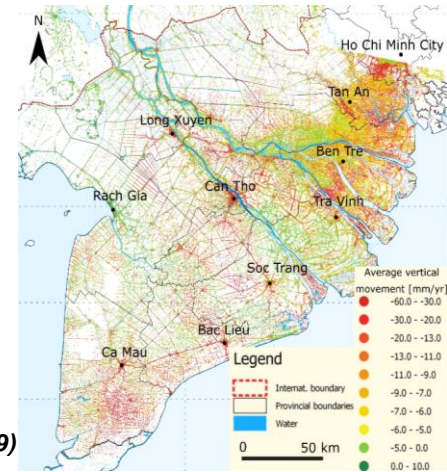 N
Ho Chi Minh City
Tan An
Long Xuyen
Ben Tre
Can Tho
Rach Gia
Tra Vinh
Soc Trang
Bac Lieu
Ca Mau
Average vertical
movement [mm/yr]
-60.0 - -30.0
-30.0 - -20.0
-20.0 - -13.0
-13.0 - -11.0
-11.0 - -9.0
-9.0 - -7.0
-7.0 - -6.0
-6.0 - -5.0
-5.0 - 0.0
0.0 - 10.0
Legend
Internat. boundary
Provincial boundaries
Water
0 50 km
9)